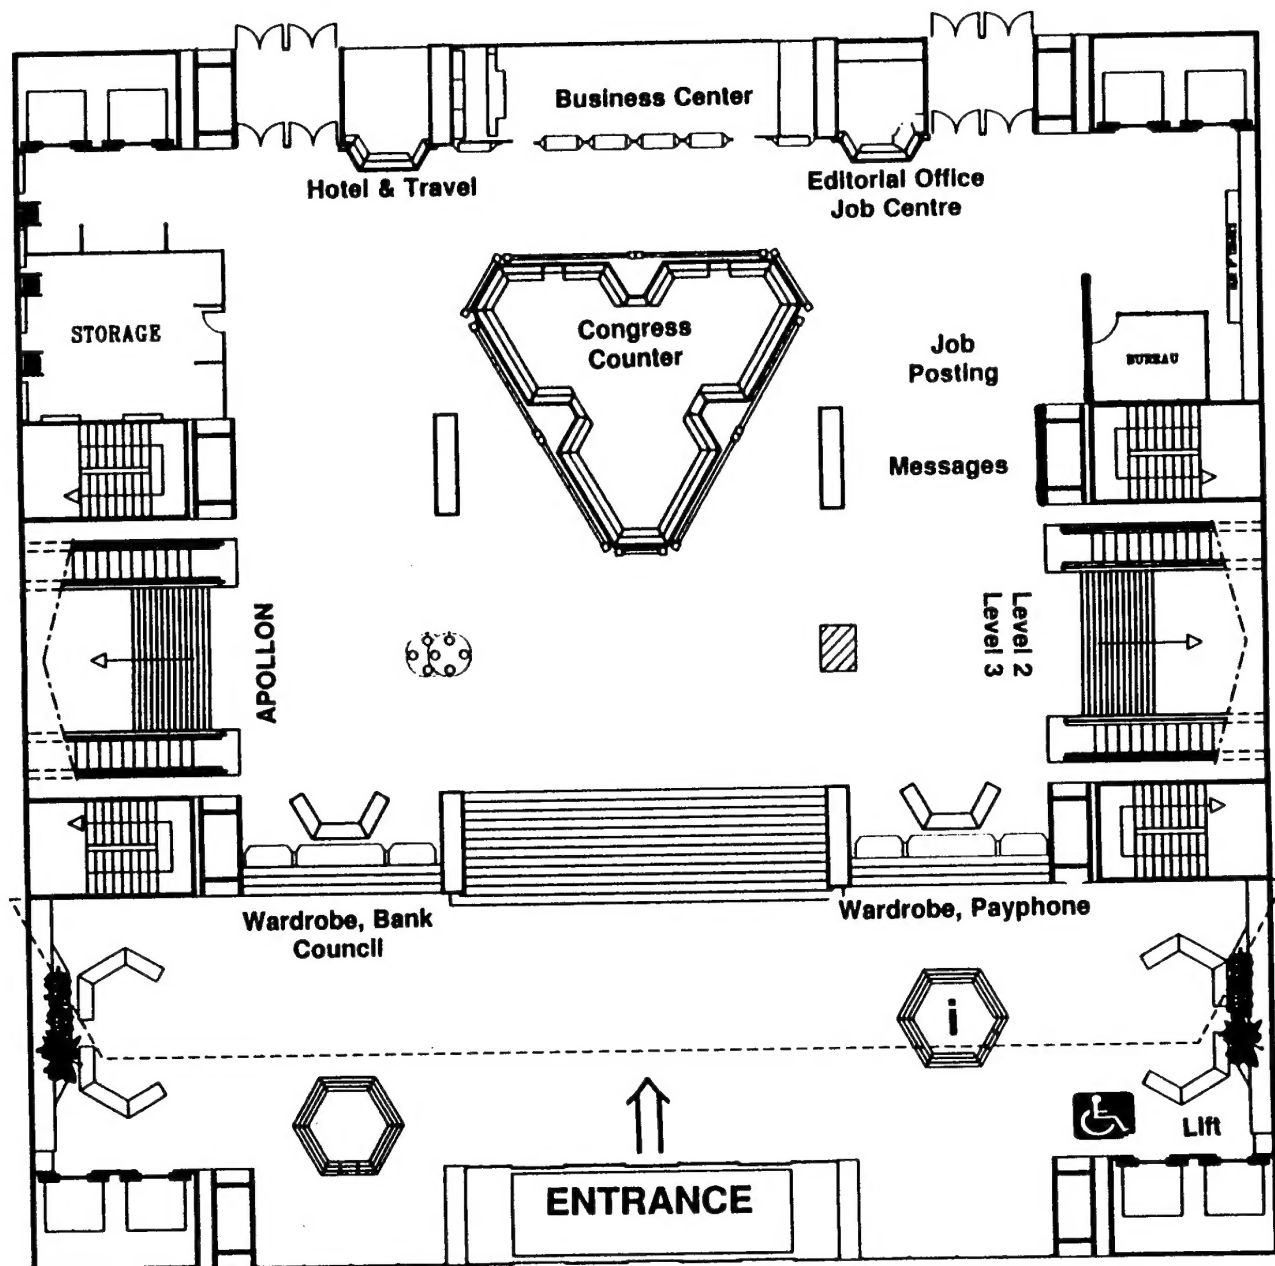 Business Center
Hotel & Travel
Editorial Office
Job Centre
STORAGE
Congress
Counter
Job
Posting
BUREAU
Messages
APOLLON
Level 2
Level 3
Wardrobe, Bank
Council
Wardrobe, Payphone
i
Lift
ENTRANCE